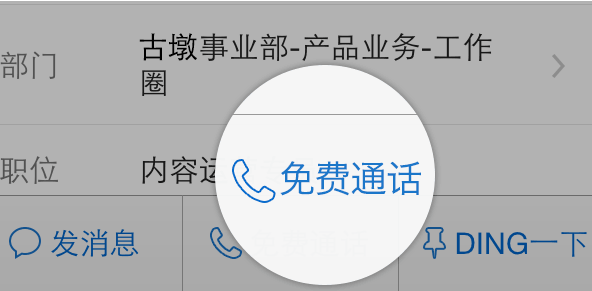 部门
古墩事业部-产品业务-工作
圈
职位
内容运
免费通话
发消息
DING一下